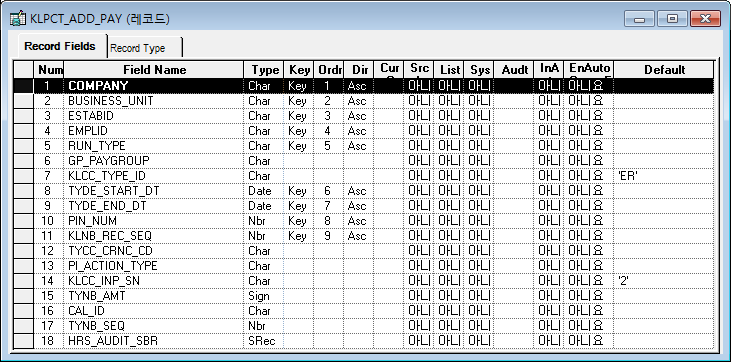 KLPCT_ADD_PAY (레코드)
Record Fields Record Type
Num Field Name Type Key Ordr Dir Cur Src List Sys Audt InA EnAuto Default
1 COMPANY Char Key 1 Asc 아니 아니 아니 아니 아니요
2 BUSINESS_UNIT Char Key 2 Asc 아니 아니 아니 아니 아니요
3 ESTABID Char Key 3 Asc 아니 아니 아니 아니 아니요
4 EMPLID Char Key 4 Asc 아니 아니 아니 아니 아니요
5 RUN_TYPE Char Key 5 Asc 아니 아니 아니 아니 아니요
6 GP_PAYGROUP Char 아니 아니 아니 아니 아니요
7 KLCC_TYPE_ID Char 아니 아니 아니 아니 아니요 'ER'
8 TYDE_START_DT Date Key 6 Asc 아니 아니 아니 아니 아니요
9 TYDE_END_DT Date Key 7 Asc 아니 아니 아니 아니 아니요
10 PIN_NUM Nbr Key 8 Asc 아니 아니 아니 아니 아니요
11 KLNB_REC_SEQ Nbr Key 9 Asc 아니 아니 아니 아니 아니요
12 TYCC_CRNC_CD Char 아니 아니 아니 아니 아니요
13 PI_ACTION_TYPE Char 아니 아니 아니 아니 아니요
14 KLCC_INP_SN Char 아니 아니 아니 아니 아니요 '2'
15 TYNB_AMT Sign 아니 아니 아니 아니 아니요
16 CAL_ID Char 아니 아니 아니 아니 아니요
17 TYNB_SEQ Nbr 아니 아니 아니 아니 아니요
18 HRS_AUDIT_SBR SRec 아니 아니 아니 아니 아니요